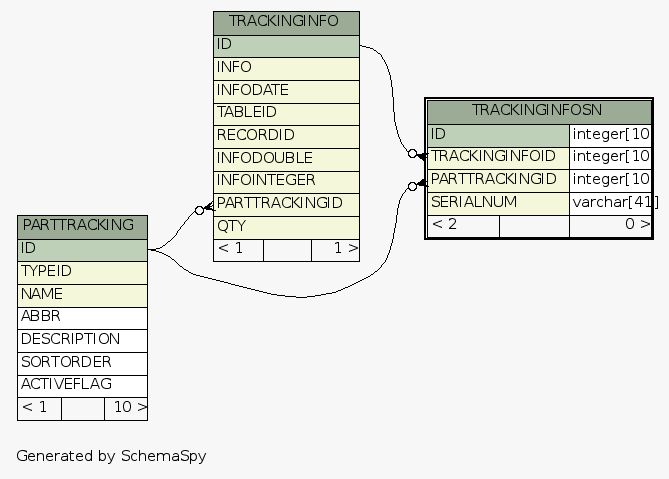 TRACKINGINFO
ID
INFO
INFODATE
TABLEID
RECORDID
INFODOUBLE
INFOINTEGER
PARTTRACKINGID
QTY
< 1 1 >
TRACKINGINFOSN
ID integer[10
TRACKINGINFOID integer[10
PARTTRACKINGID integer[10
SERIALNUM varchar[41]
< 2 0 >
PARTTRACKING
ID
TYPEID
NAME
ABBR
DESCRIPTION
SORTORDER
ACTIVEFLAG
< 1 10 >
Generated by SchemaSpy